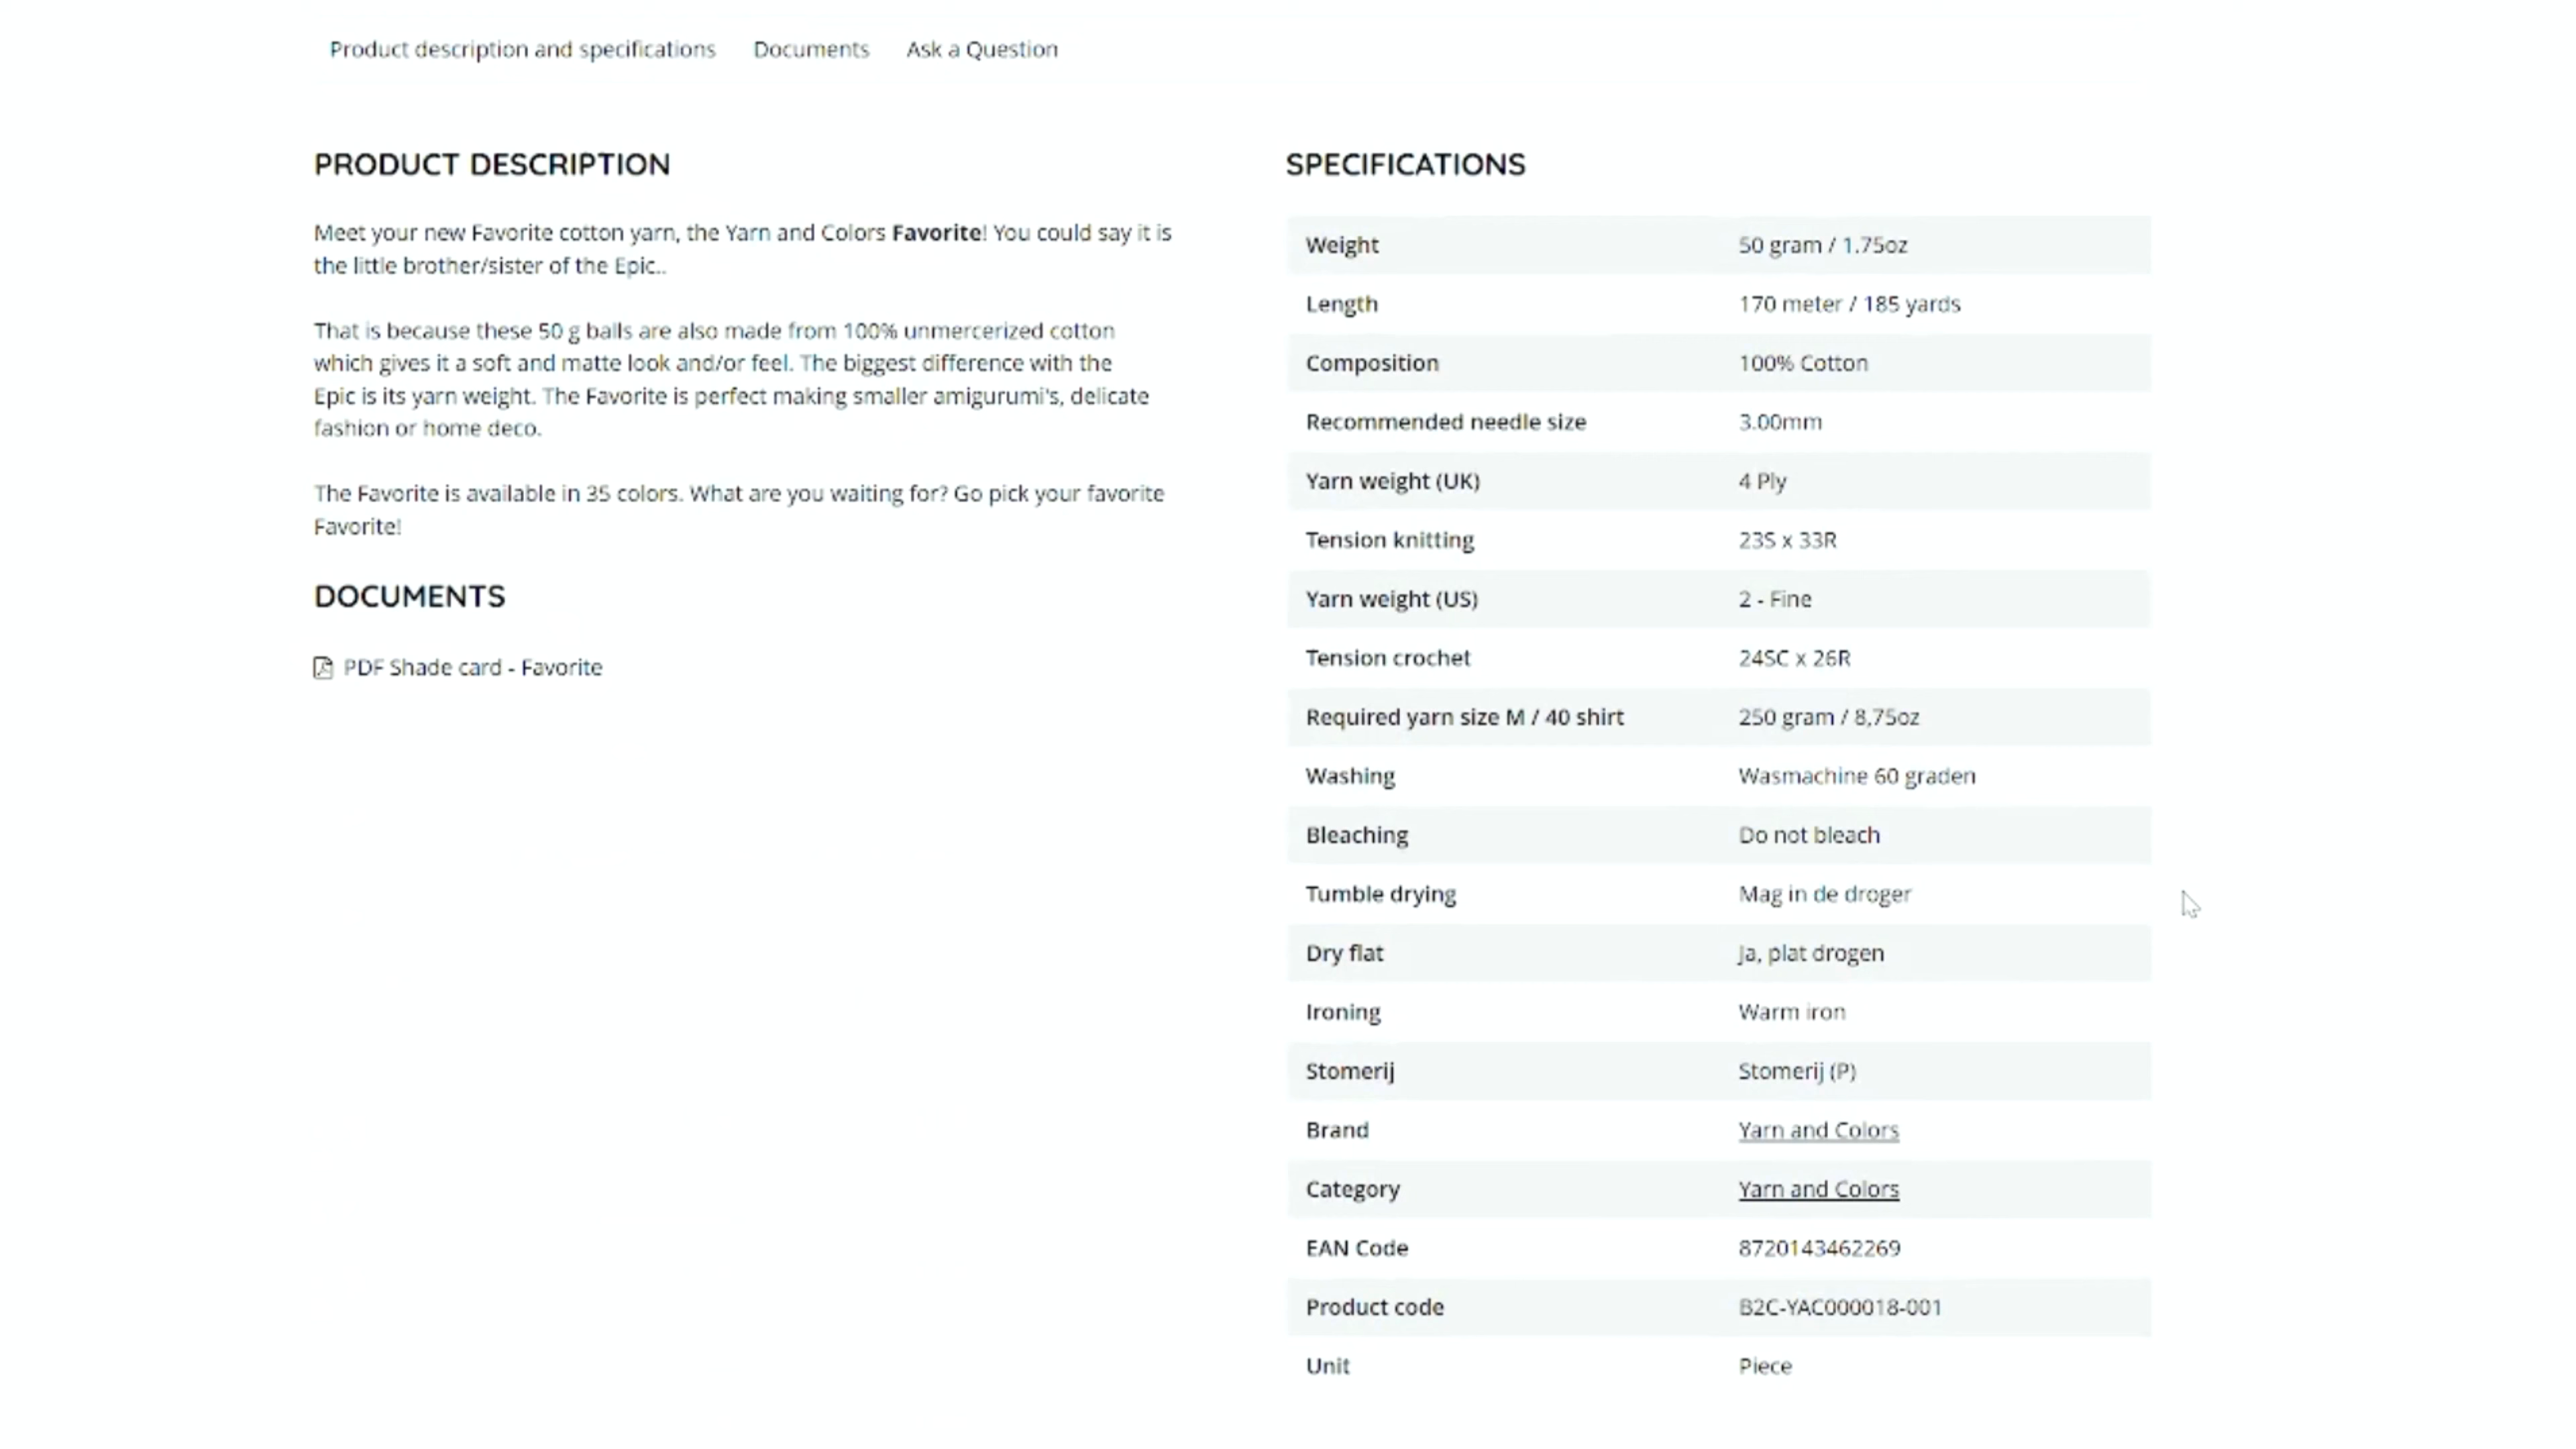 Product description and specifications Documents Ask a Question
PRODUCT DESCRIPTION
Meet your new Favorite cotton yarn, the Yarn and Colors Favorite! You could say it is
the little brother/sister of the Epic..
That is because these 50 g balls are also made from 100% unmercerized cotton
which gives it a soft and matte look and/or feel. The biggest difference with the
Epic is its yarn weight. The Favorite is perfect making smaller amigurumi's, delicate
fashion or home deco.
The Favorite is available in 35 colors. What are you waiting for? Go pick your favorite
Favorite!
DOCUMENTS
PDF Shade card - Favorite
SPECIFICATIONS
Weight 50 gram / 1.75oz
Length 170 meter / 185 yards
Composition 100% Cotton
Recommended needle size 3.00mm
Yarn weight (UK) 4 Ply
Tension knitting 23S x 33R
Yarn weight (US) 2 - Fine
Tension crochet 24SC x 26R
Required yarn size M / 40 shirt 250 gram / 8,75oz
Washing Wasmachine 60 graden
Bleaching Do not bleach
Tumble drying Mag in de droger
Dry flat Ja, plat drogen
Ironing Warm iron
Stomerij Stomerij (P)
Brand Yarn and Colors
Category Yarn and Colors
EAN Code 8720143462269
Product code B2C-YAC000018-001
Unit Piece